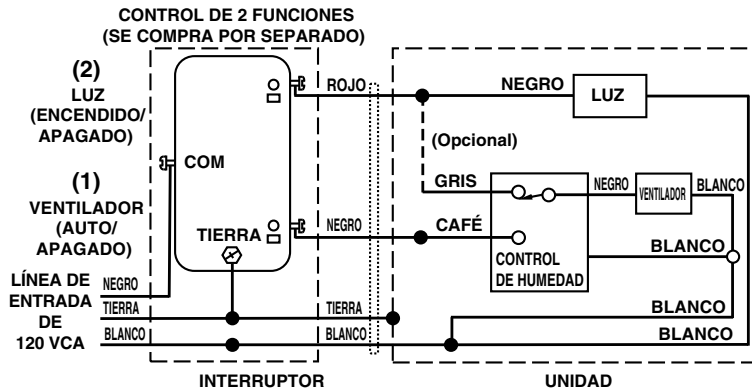 CONTROL DE 2 FUNCIONES
(SE COMPRA POR SEPARADO)
(2)
LUZ
(ENCENDIDO/
APAGADO)
COM
(1)
VENTILADOR
(AUTO/
APAGADO)
TIERRA
LÍNEA DE
ENTRADA
DE
120 VCA
NEGRO
TIERRA
BLANCO
INTERRUPTOR
ROJO
NEGRO
TIERRA
BLANCO
NEGRO
LUZ
(Opcional)
GRIS
CAFÉ
CONTROL
DE HUMEDAD
NEGRO
VENTILADOR
BLANCO
BLANCO
BLANCO
BLANCO
UNIDAD